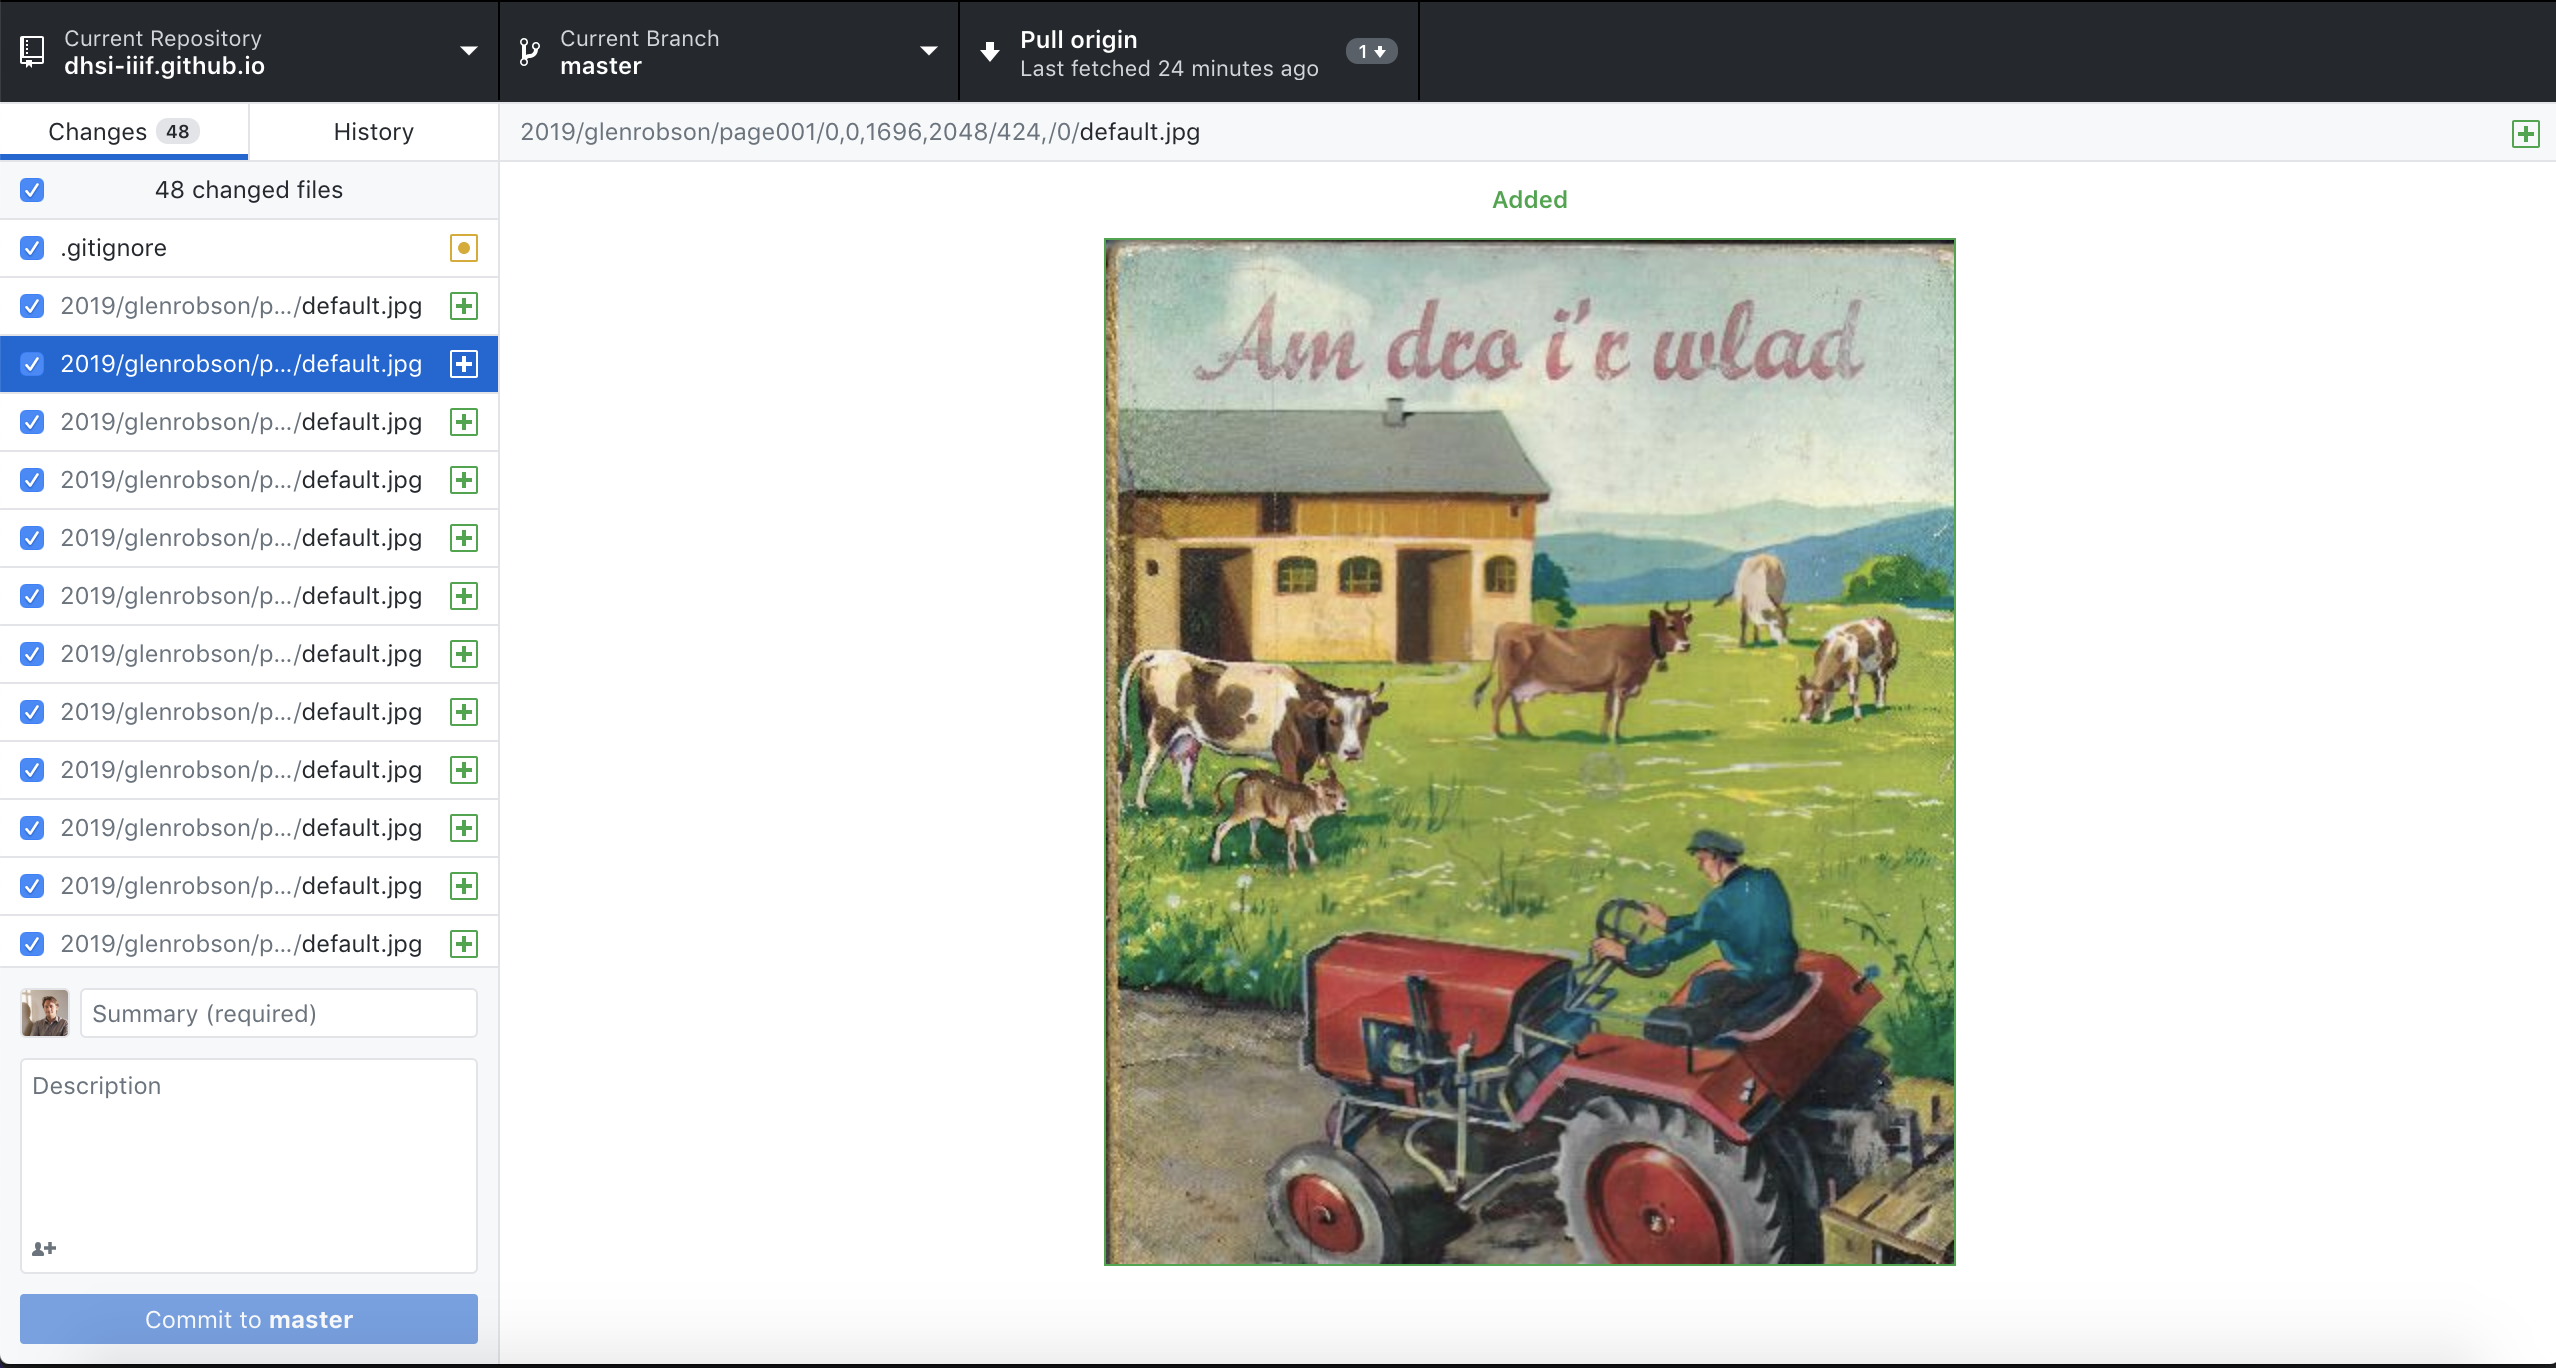 Current Repository
dhsi-iiif.github.io
Current Branch
master
Pull origin
Last fetched 24 minutes ago
1
Changes 48
History
2019/glenrobson/page001/0,0,1696,2048/424,/0/default.jpg
48 changed files
.gitignore
2019/glenrobson/p.../default.jpg
2019/glenrobson/p.../default.jpg
2019/glenrobson/p.../default.jpg
2019/glenrobson/p.../default.jpg
2019/glenrobson/p.../default.jpg
2019/glenrobson/p.../default.jpg
2019/glenrobson/p.../default.jpg
2019/glenrobson/p.../default.jpg
2019/glenrobson/p.../default.jpg
2019/glenrobson/p.../default.jpg
2019/glenrobson/p.../default.jpg
2019/glenrobson/p.../default.jpg
Summary (required)
Description
Commit to master
Added
Am dro i'r wlad